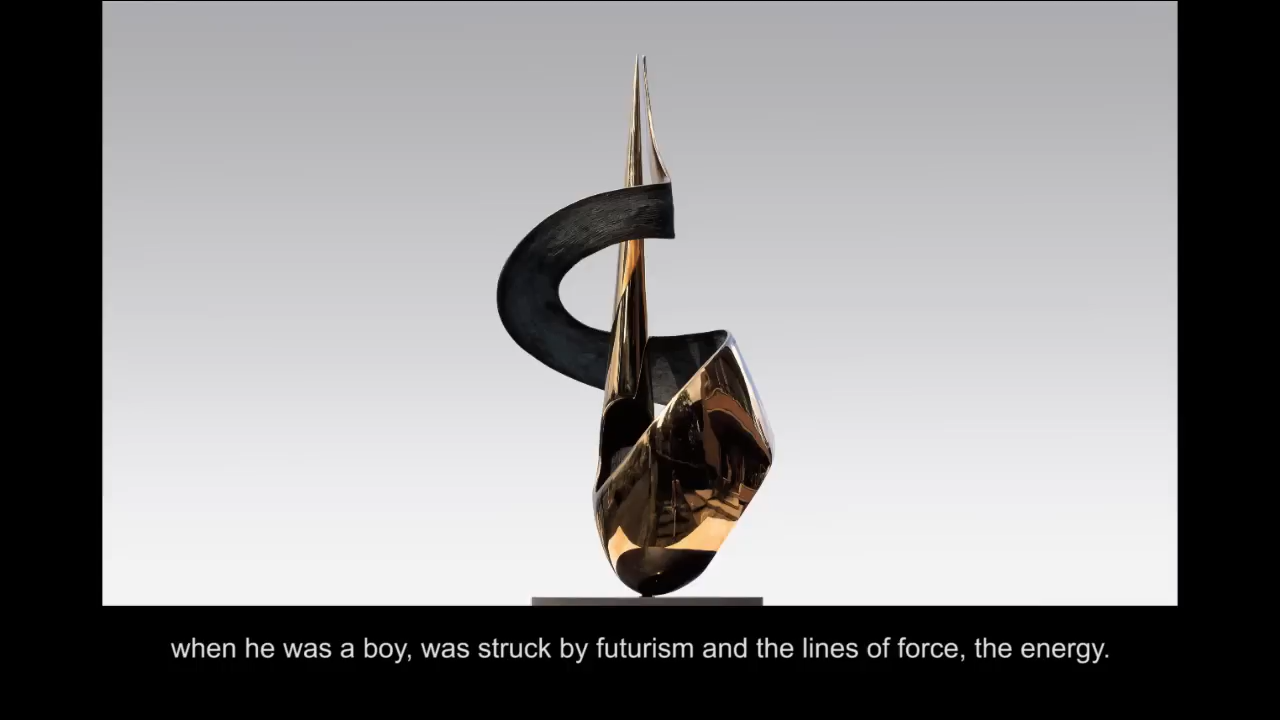 when he was a boy, was struck by futurism and the lines of force, the energy.